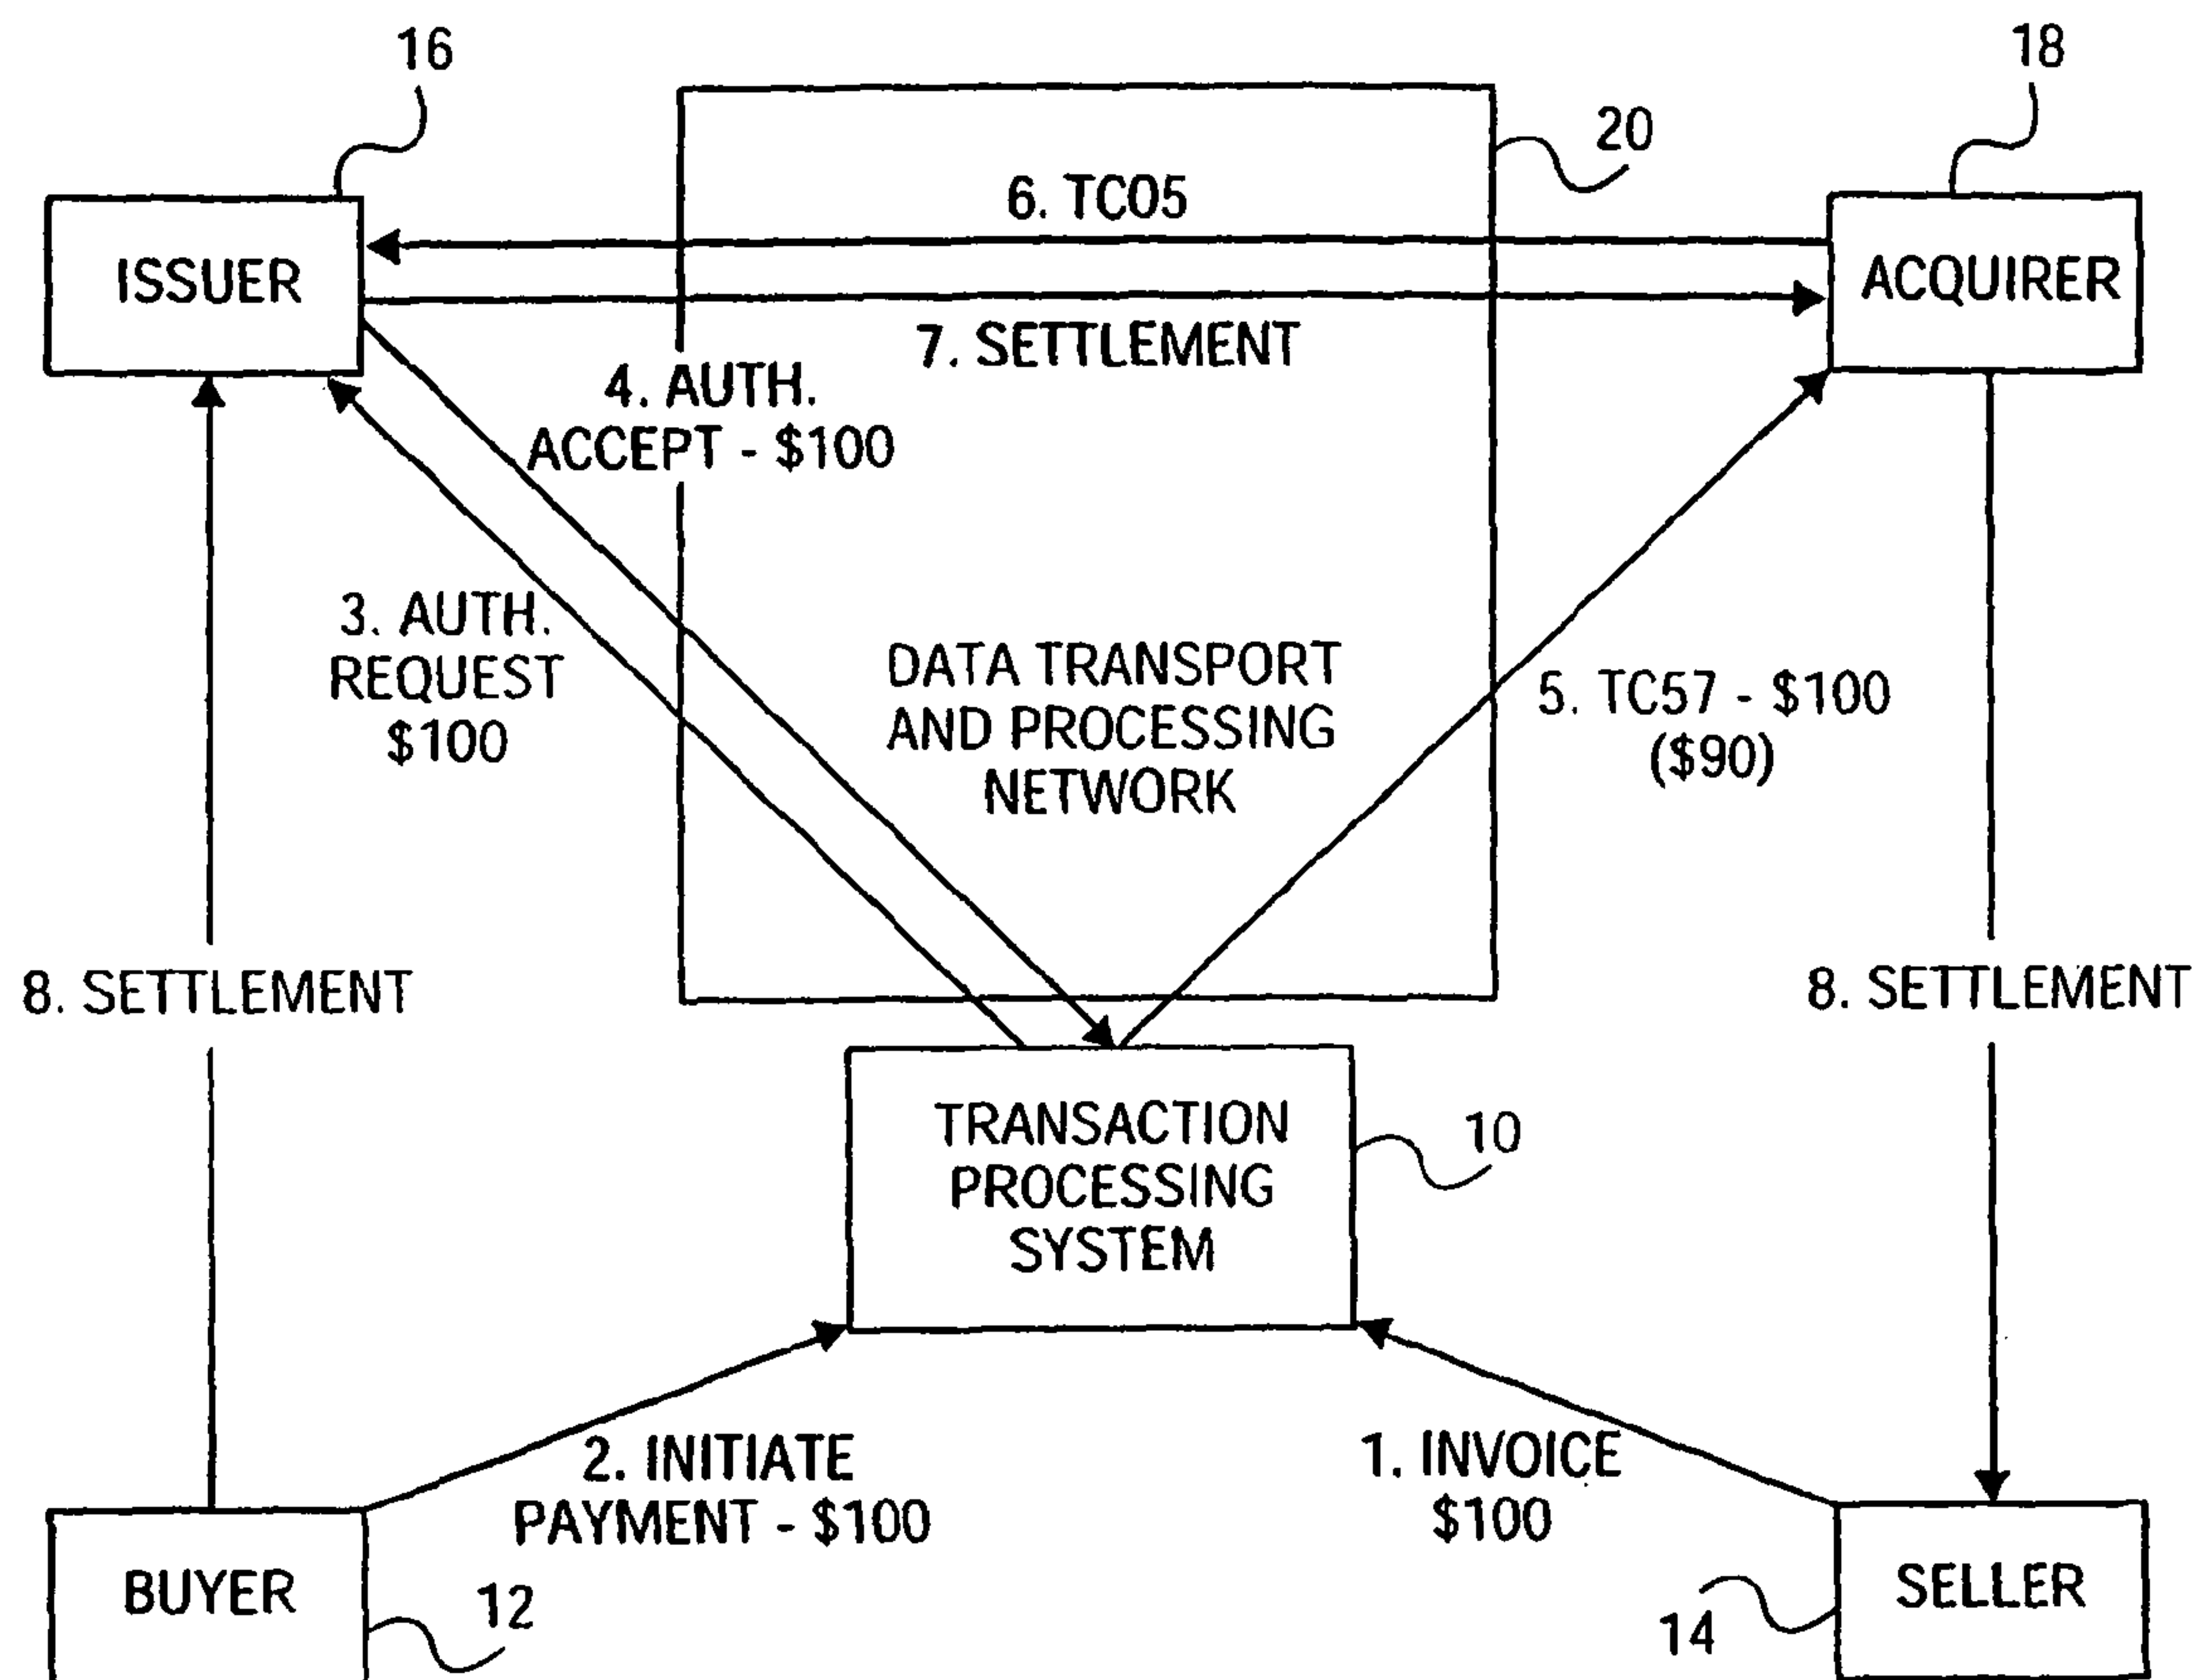 16
18
20
6. TC05
ISSUER
ACQUIRER
7. SETTLEMENT
4. AUTH.
ACCEPT - $100
3. AUTH.
REQUEST
$100
DATA TRANSPORT
AND PROCESSING
NETWORK
5. TC57 - $100
($90)
8. SETTLEMENT
8. SETTLEMENT
TRANSACTION
PROCESSING
SYSTEM
10
2. INITIATE
PAYMENT - $100
1. INVOICE
$100
BUYER
12
SELLER
14